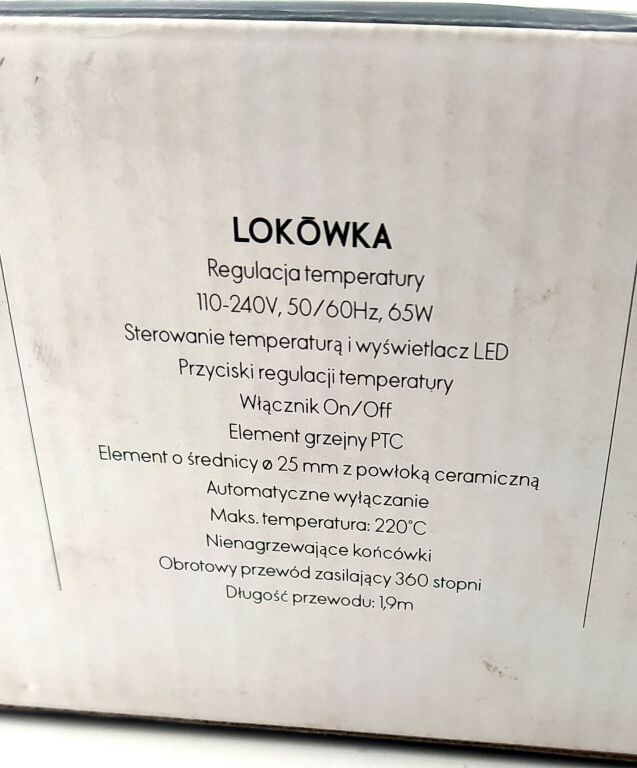 LOKŌWKA
Regulacja temperatury
110-240V, 50/60Hz, 65W
Sterowanie temperaturą i wyświetlacz LED
Przyciski regulacji temperatury
Włącznik On/Off
Element grzejny PTC
Element o średnicy ø 25 mm z powłoką ceramiczną
Automatyczne wyłączanie
Maks. temperatura: 220°C
Nienagrzewające końcówki
Obrotowy przewód zasilający 360 stopni
Długość przewodu: 1,9m